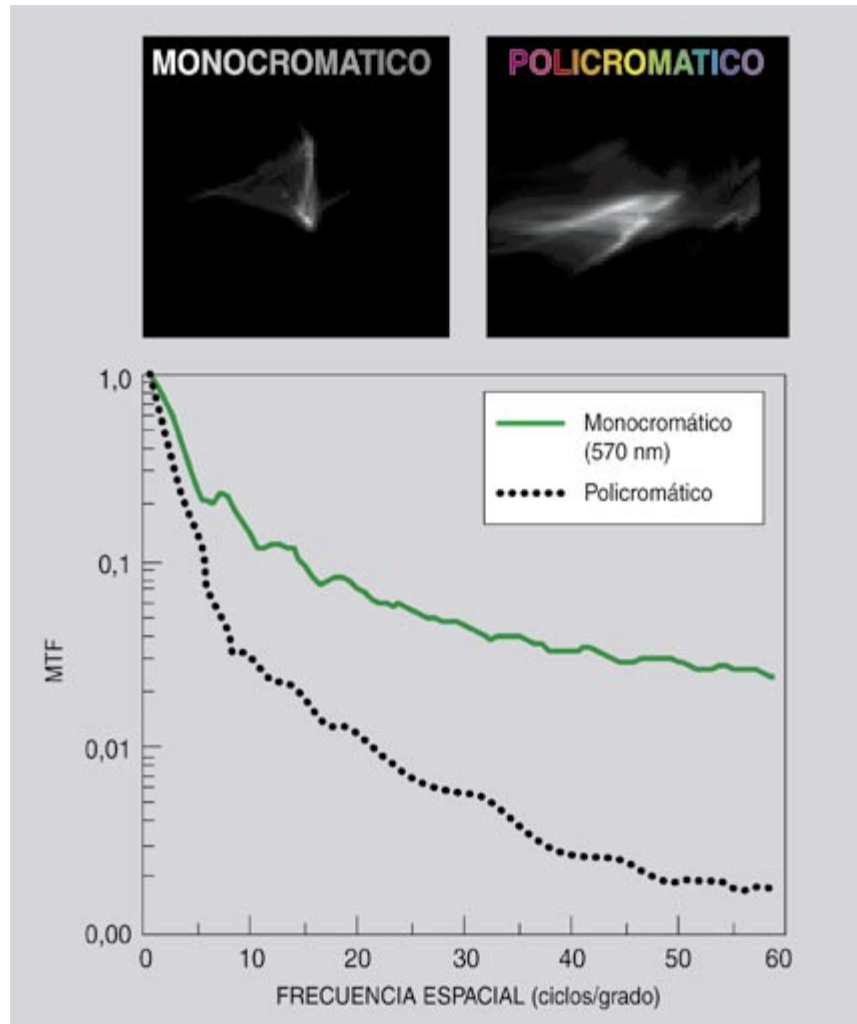 MONOCROMATICO
POLICROMATICO
1,0
0,1
0,01
0,00
MTF
Monocromático
(570 nm)
Policromático
0 10 20 30 40 50 60
FRECUENCIA ESPACIAL (ciclos/grado)